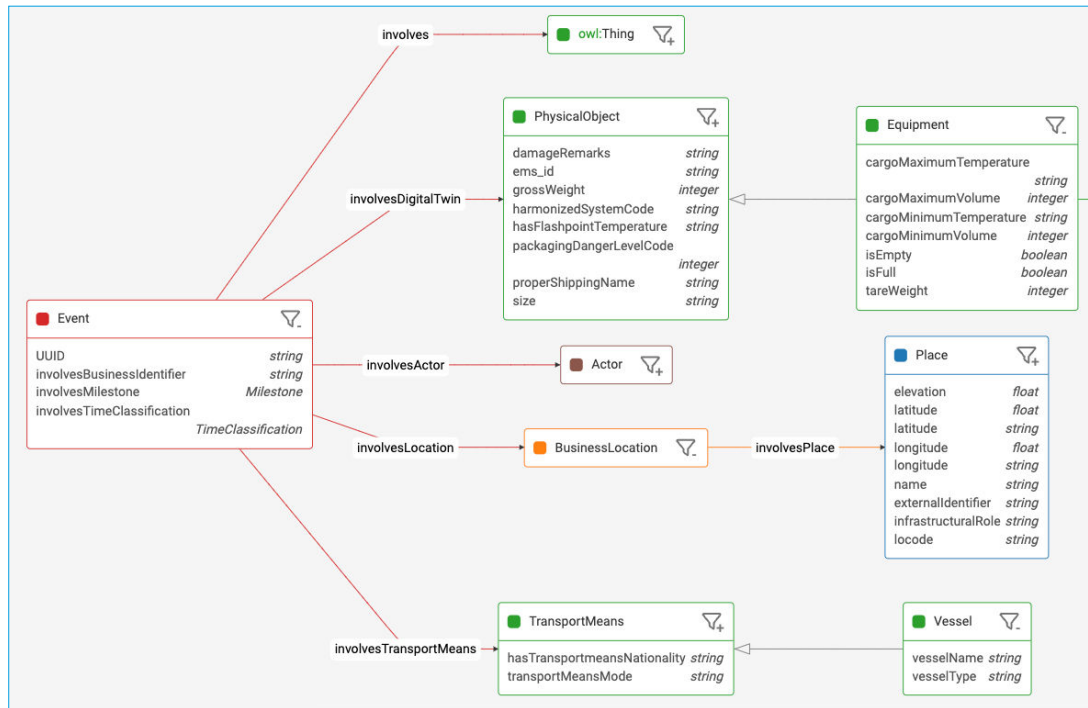 involves
owl:Thing
PhysicalObject
damageRemarks string
ems_id string
grossWeight integer
harmonizedSystemCode string
hasFlashpointTemperature string
packagingDangerLevelCode
integer
properShippingName string
size string
involvesDigitalTwin
Equipment
cargoMaximumTemperature
string
cargoMaximumVolume integer
cargoMinimumTemperature string
cargoMinimumVolume integer
isEmpty boolean
isFull boolean
tareWeight integer
Event
UUID string
involvesBusinessIdentifier string
involvesMilestone Milestone
involvesTimeClassification
TimeClassification
involvesActor
Actor
involvesLocation
BusinessLocation
involvesPlace
Place
elevation float
latitude float
latitude string
longitude float
longitude string
name string
externalIdentifier string
infrastructuralRole string
locode string
involvesTransportMeans
TransportMeans
hasTransportmeansNationality string
transportMeansMode string
Vessel
vesselName string
vesselType string